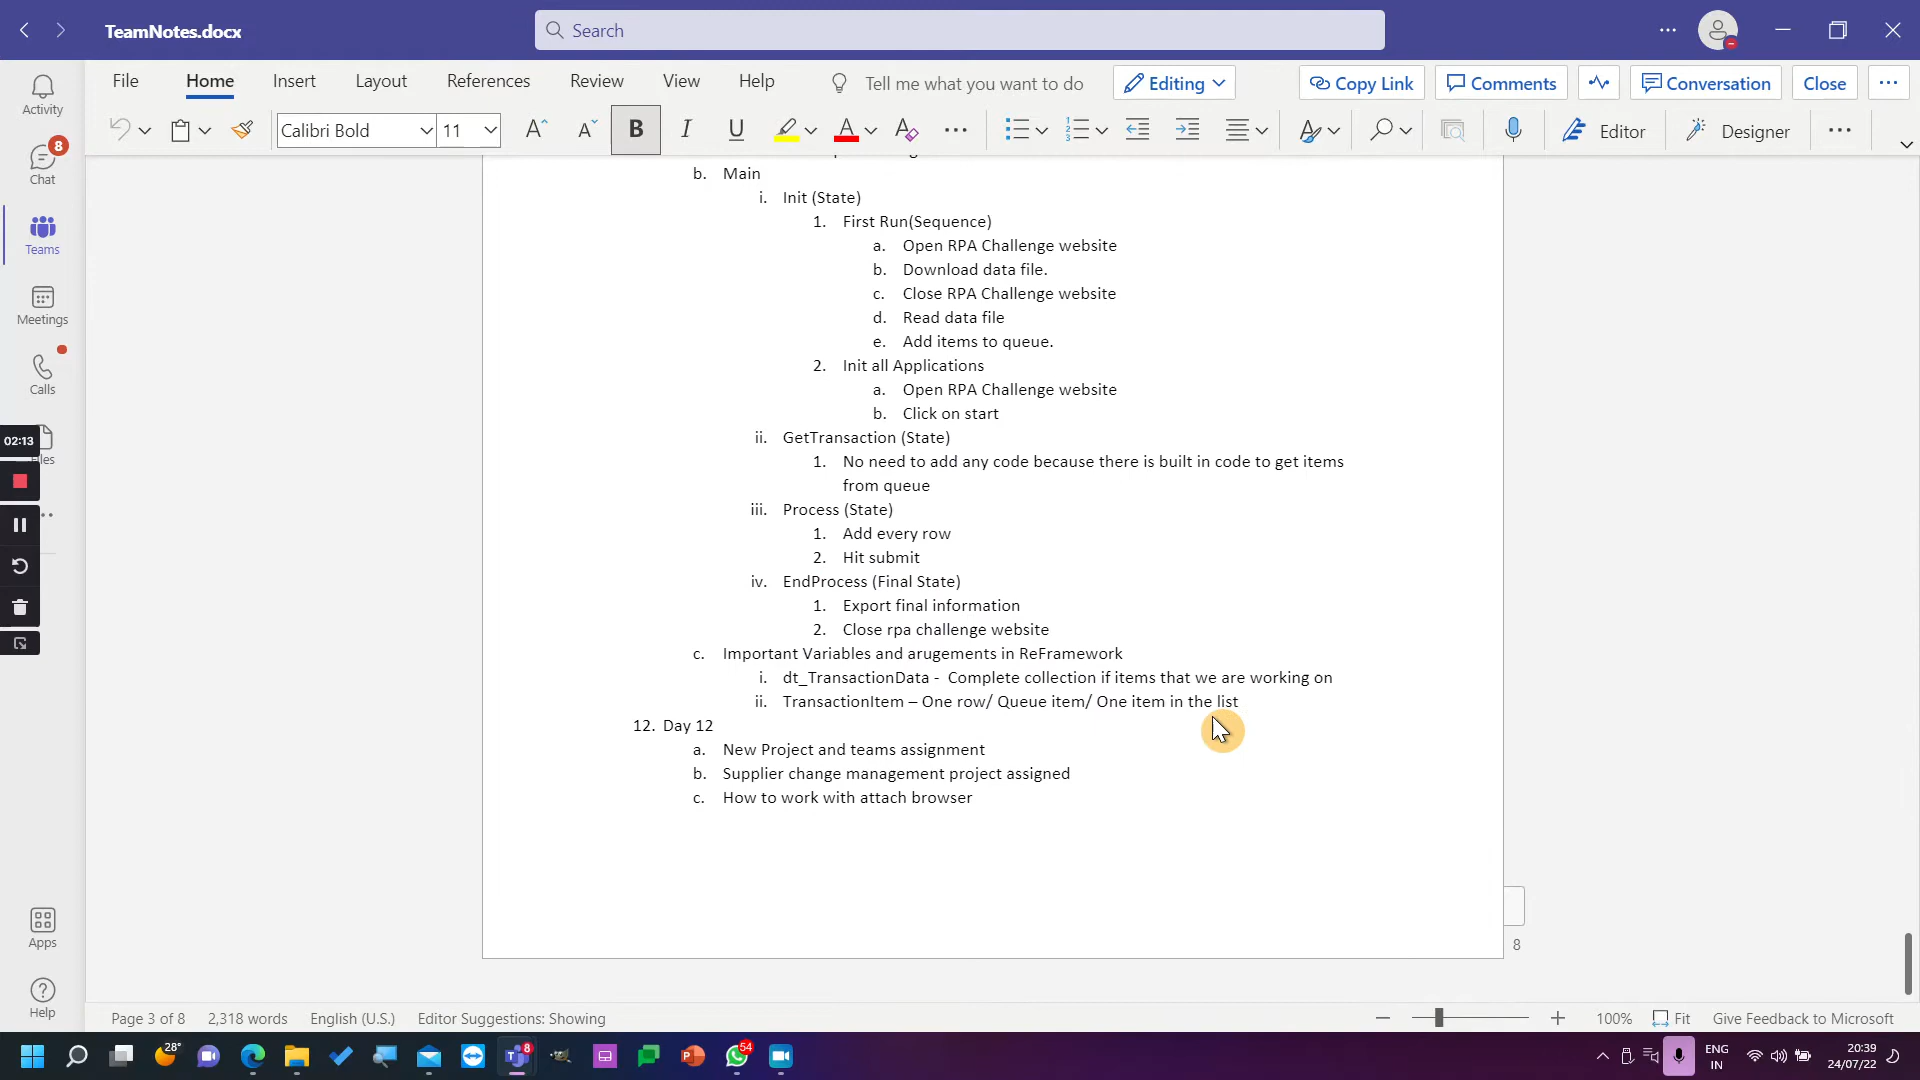 TeamNotes.docx
Search
File Home Insert Layout References Review View Help
Tell me what you want to do
Editing
Copy Link
Comments
Conversation
Close
Calibri Bold
11
B I U A
Editor
Designer
Activity
8
Chat
Teams
Meetings
Calls
02:13
Apps
Help
b. Main
i. Init (State)
1. First Run(Sequence)
a. Open RPA Challenge website
b. Download data file.
c. Close RPA Challenge website
d. Read data file
e. Add items to queue.
2. Init all Applications
a. Open RPA Challenge website
b. Click on start
ii. GetTransaction (State)
1. No need to add any code because there is built in code to get items
from queue
iii. Process (State)
1. Add every row
2. Hit submit
iv. EndProcess (Final State)
1. Export final information
2. Close rpa challenge website
c. Important Variables and arugements in ReFramework
i. dt_TransactionData - Complete collection if items that we are working on
ii. TransactionItem – One row/ Queue item/ One item in the list
12. Day 12
a. New Project and teams assignment
b. Supplier change management project assigned
c. How to work with attach browser
8
Page 3 of 8 2,318 words English (U.S.) Editor Suggestions: Showing
100% Fit Give Feedback to Microsoft
28°
8
54
ENG
IN
20:39
24/07/22